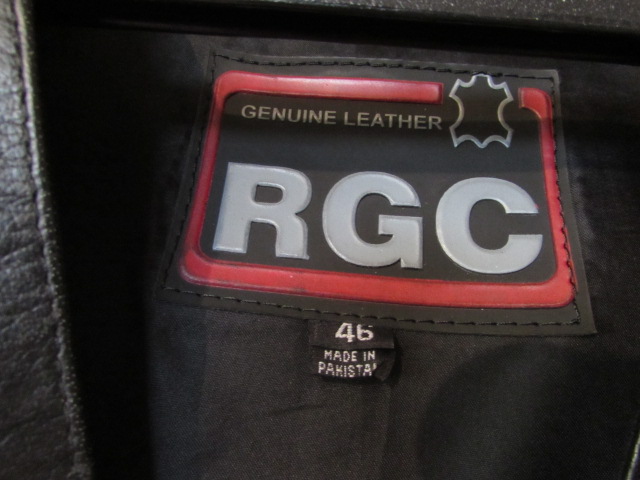 GENUINE LEATHER
RGC
46
MADE IN
PAKISTAN